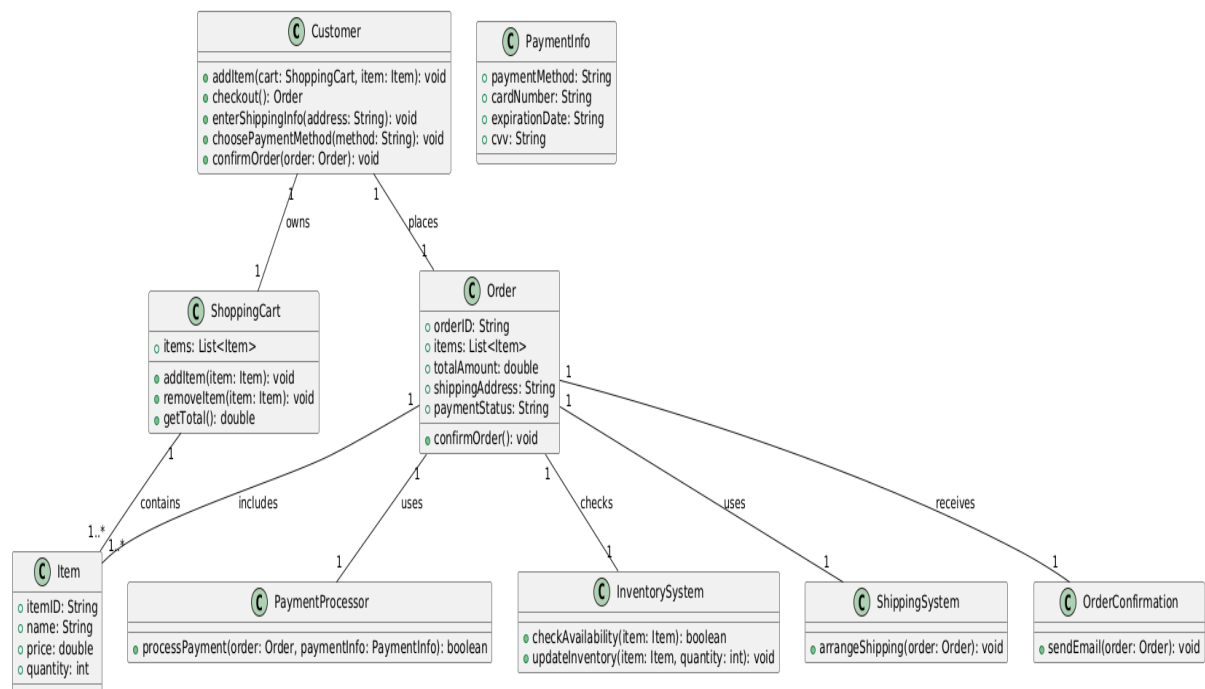 C Customer
addItem(cart: ShoppingCart, item: Item): void
checkout(): Order
enterShippingInfo(address: String): void
choosePaymentMethod(method: String): void
confirmOrder(order: Order): void
C PaymentInfo
paymentMethod: String
cardNumber: String
expirationDate: String
cvv: String
1
owns
1
1
places
1
C ShoppingCart
items: List<Item>
addItem(item: Item): void
removeItem(item: Item): void
getTotal(): double
C Order
orderID: String
items: List<Item>
totalAmount: double
shippingAddress: String
paymentStatus: String
confirmOrder(): void
1
contains
1..*
1
includes
1..*
1
uses
1
1
checks
1
1
uses
1
1
receives
1
C Item
itemID: String
name: String
price: double
quantity: int
C PaymentProcessor
processPayment(order: Order, paymentInfo: PaymentInfo): boolean
C InventorySystem
checkAvailability(item: Item): boolean
updateInventory(item: Item, quantity: int): void
C ShippingSystem
arrangeShipping(order: Order): void
C OrderConfirmation
sendEmail(order: Order): void